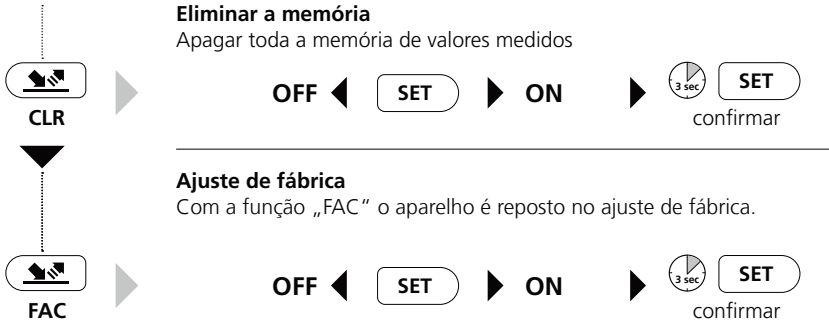 Eliminar a memória
Apagar toda a memória de valores medidos
OFF SET ON 3 sec SET
CLR
confirmar
Ajuste de fábrica
Com a função „FAC“ o aparelho é reposto no ajuste de fábrica.
OFF SET ON 3 sec SET
FAC
confirmar